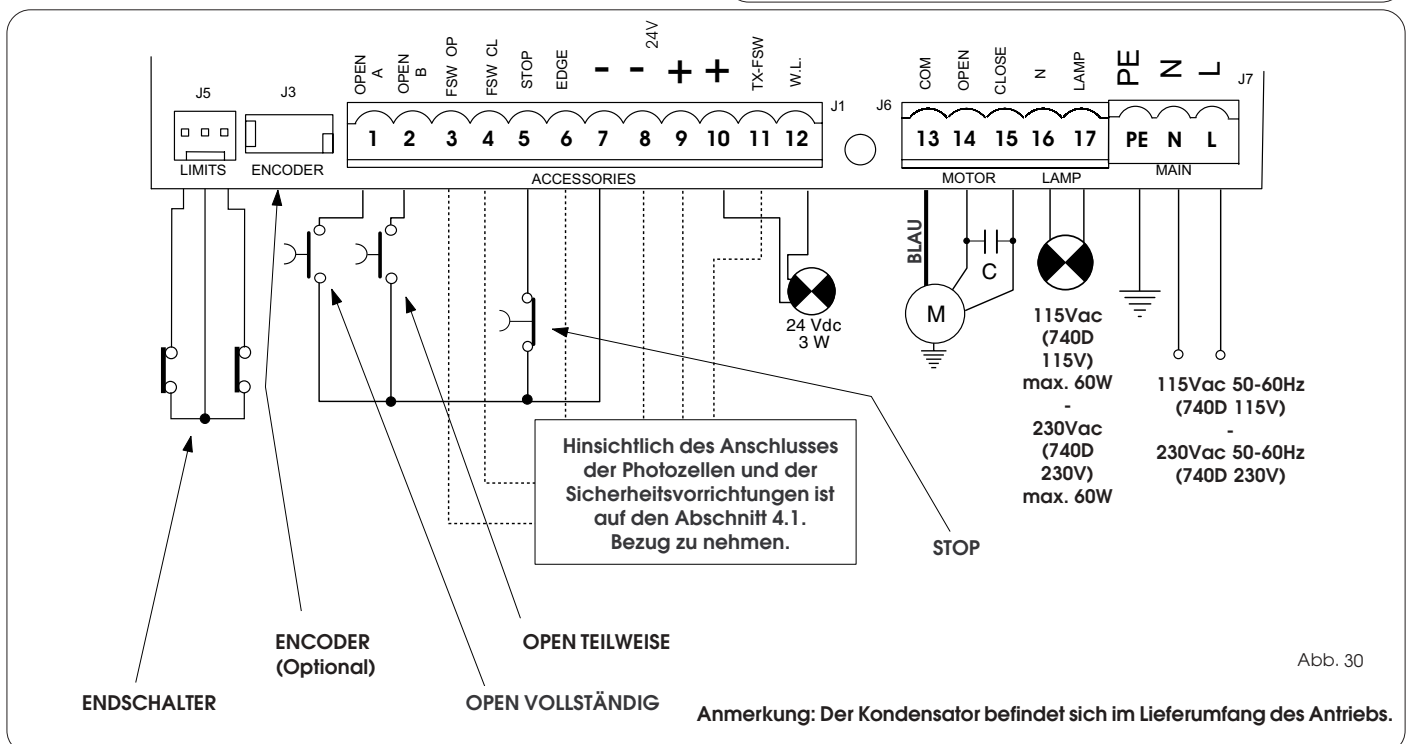 OPEN A
OPEN B
FSW OP
FSW CL
STOP
EDGE
-
-
24V
+
+
TX-FSW
W.L.
COM
OPEN
CLOSE
N
LAMP
PE
N
L
J5
J3
J1
J6
J7
1 2 3 4 5 6 7 8 9 10 11 12
13 14 15 16 17
PE N L
LIMITS
ENCODER
ACCESSORIES
MOTOR
LAMP
MAIN
BLAU
C
M
24 Vdc
3 W
115Vac
(740D
115V)
max. 60W
-
230Vac
(740D
230V)
max. 60W
115Vac 50-60Hz
(740D 115V)
-
230Vac 50-60Hz
(740D 230V)
Hinsichtlich des Anschlusses
der Photozellen und der
Sicherheitsvorrichtungen ist
auf den Abschnitt 4.1.
Bezug zu nehmen.
STOP
ENCODER
(Optional)
OPEN TEILWEISE
ENDSCHALTER
OPEN VOLLSTÄNDIG
Abb. 30
Anmerkung: Der Kondensator befindet sich im Lieferumfang des Antriebs.